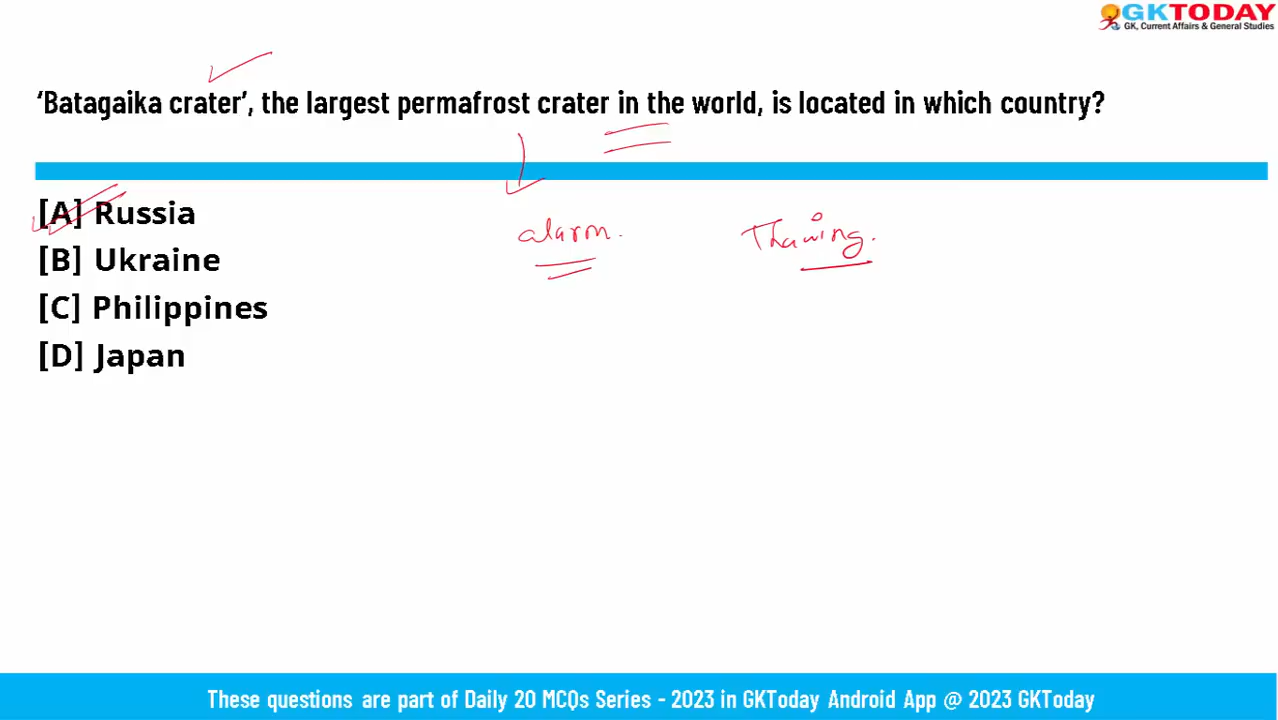 GKTODAY
GK, Current Affairs & General Studies
‘Batagaika crater’, the largest permafrost crater in the world, is located in which country?
[A] Russia
alarm.
Thawing.
[B] Ukraine
[C] Philippines
[D] Japan
These questions are part of Daily 20 MCQs Series - 2023 in GKToday Android App @ 2023 GKToday